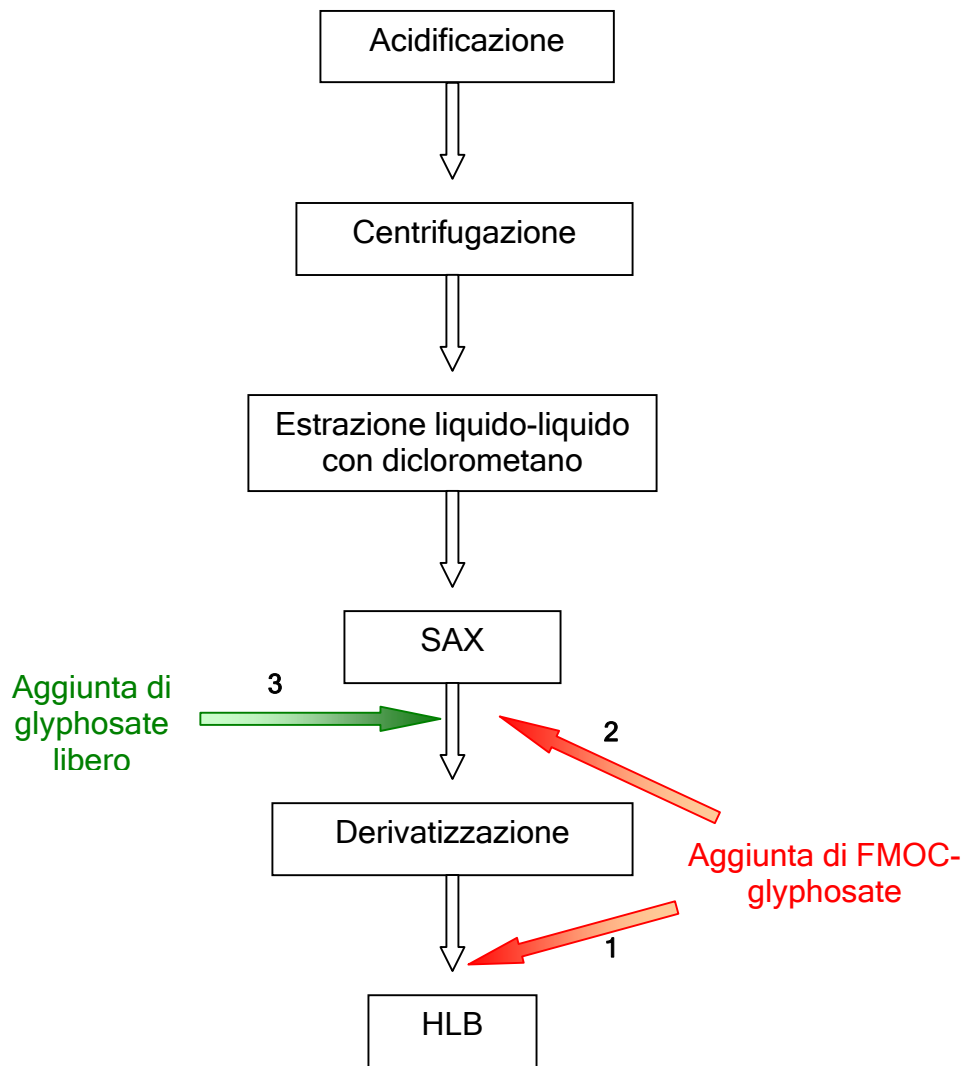 Acidificazione
Centrifugazione
Estrazione liquido-liquido
con diclorometano
SAX
Aggiunta di
glyphosate
libero
3
2
Derivatizzazione
Aggiunta di FMOC-
glyphosate
1
HLB